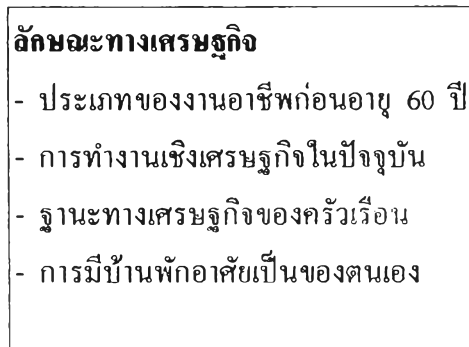 ลักษณะทางเศรษฐกิจ
- ประเภทของงานอาชีพก่อนอายุ 60 ปี
- การทำงานเชิงเศรษฐกิจในปัจจุบัน
- ฐานะทางเศรษฐกิจของครัวเรือน
- การมีบ้านพักอาศัยเป็นของตนเอง